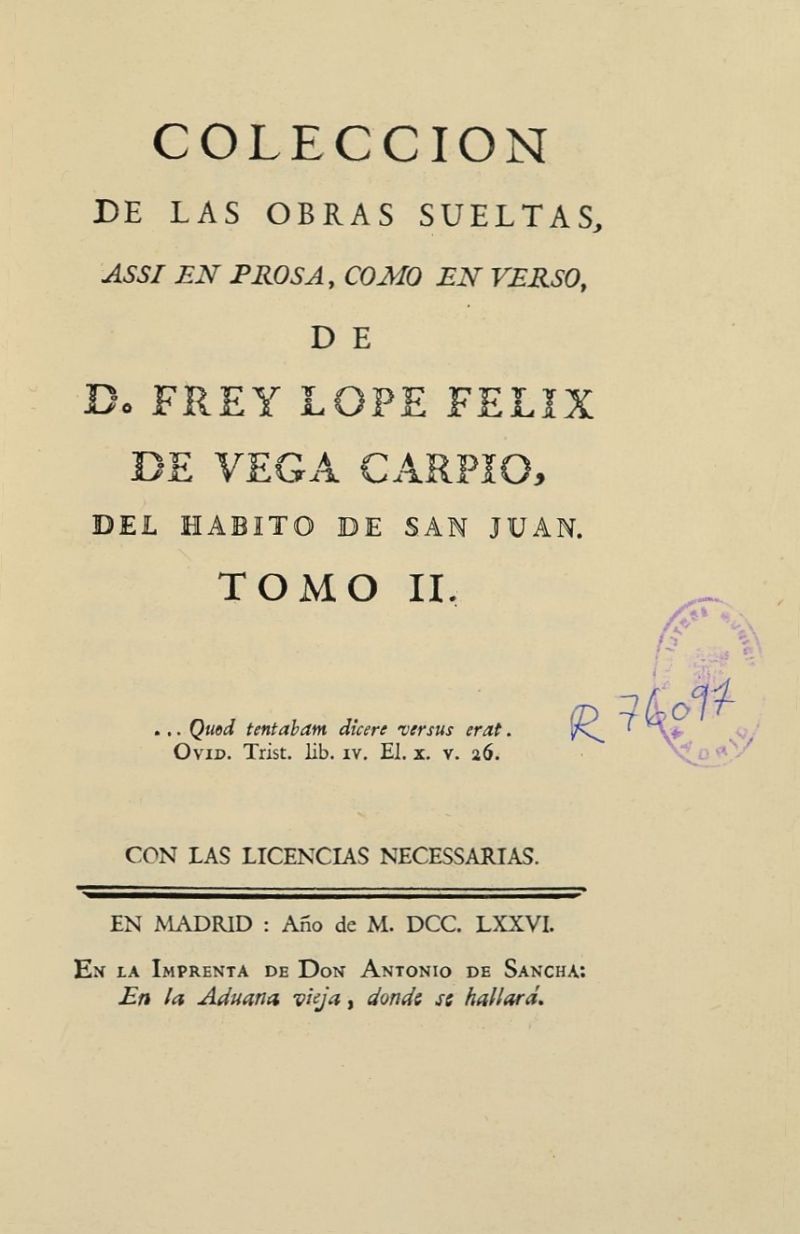 COLECCION
DE LAS OBRAS SUELTAS,
ASSI EN PROSA, COMO EN VERSO,
DE
D. FREY LOPE FELIX
DE VEGA CARPIO,
DEL HABITO DE SAN JUAN.
TOMO II.
R 76097
... Quod tentabam dicere versus erat.
OVID. Trist. lib. IV. El. X. v. 26.
CON LAS LICENCIAS NECESSARIAS.
EN MADRID : Año de M. DCC. LXXVI.
EN LA IMPRENTA DE DON ANTONIO DE SANCHA:
En la Aduana vieja, donde se hallará.